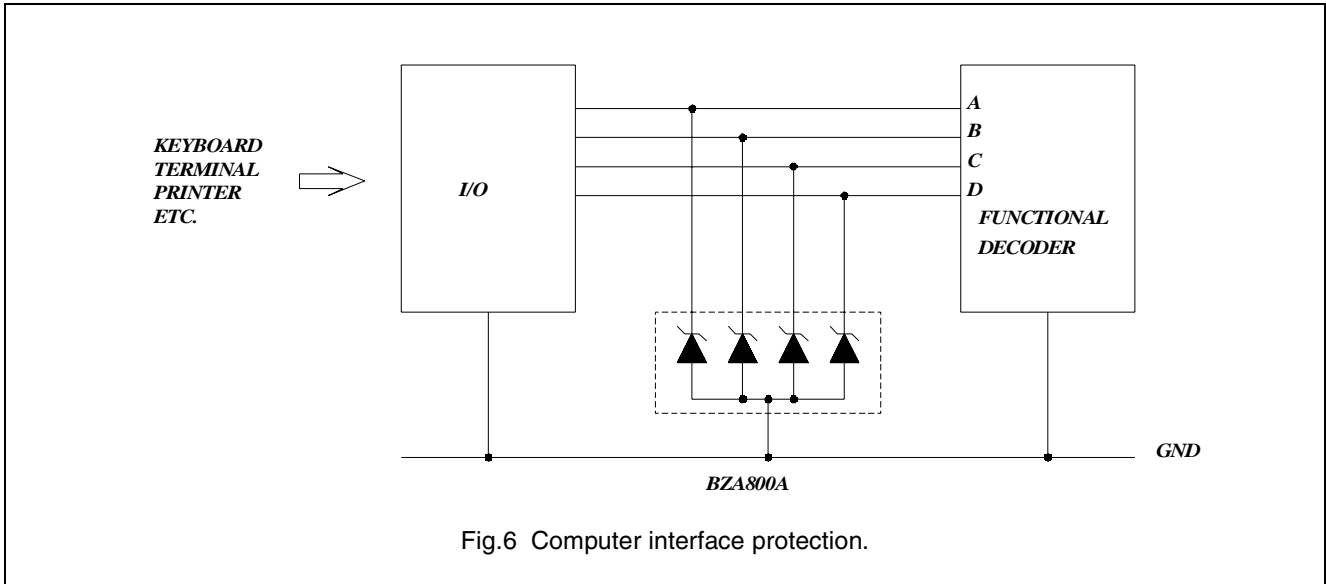 KEYBOARD
TERMINAL
PRINTER
ETC.
I/O
A
B
C
D
FUNCTIONAL
DECODER
GND
BZA800A
Fig.6 Computer interface protection.